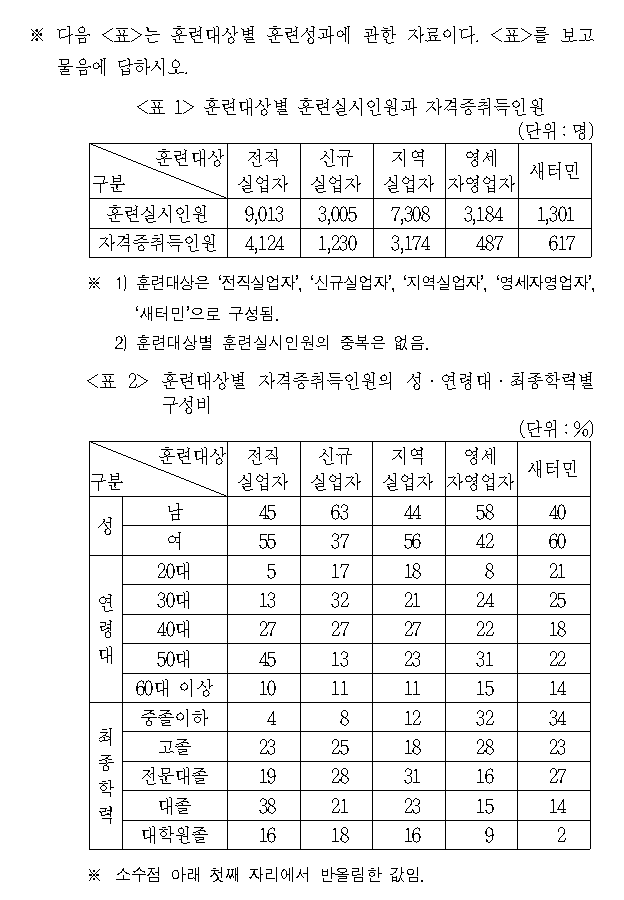 ※ 다음 <표>는 훈련대상별 훈련성과에 관한 자료이다. <표>를 보고
물음에 답하시오.
<표 1> 훈련대상별 훈련실시인원과 자격증취득인원
(단위 : 명)
훈련대상 구분 전직 실업자 신규 실업자 지역 실업자 영세 자영업자 새터민
훈련실시인원 9,013 3,005 7,308 3,184 1,301
자격증취득인원 4,124 1,230 3,174 487 617
※ 1) 훈련대상은 ‘전직실업자’, ‘신규실업자’, ‘지역실업자’, ‘영세자영업자’,
‘새터민’으로 구성됨.
2) 훈련대상별 훈련실시인원의 중복은 없음.
<표 2> 훈련대상별 자격증취득인원의 성·연령대·최종학력별
구성비
(단위 : %)
훈련대상 구분 전직 실업자 신규 실업자 지역 실업자 영세 자영업자 새터민
성 남 45 63 44 58 40
여 55 37 56 42 60
연령대 20대 5 17 18 8 21
30대 13 32 21 24 25
40대 27 27 27 22 18
50대 45 13 23 31 22
60대 이상 10 11 11 15 14
최종학력 중졸이하 4 8 12 32 34
고졸 23 25 18 28 23
전문대졸 19 28 31 16 27
대졸 38 21 23 15 14
대학원졸 16 18 16 9 2
※ 소수점 아래 첫째 자리에서 반올림한 값임.